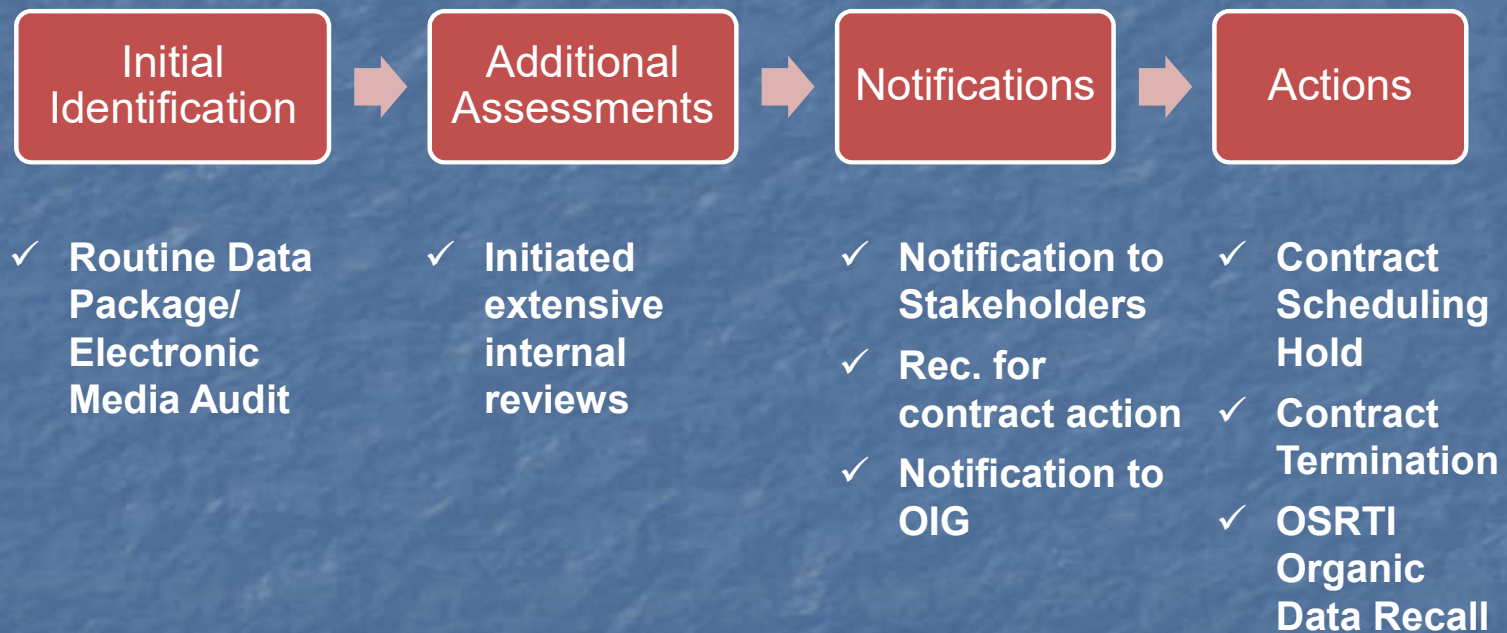 Initial
Identification
Additional
Assessments
Notifications
Actions
✓ Routine Data
Package/
Electronic
Media Audit
✓ Initiated
extensive
internal
reviews
✓ Notification to
Stakeholders
✓ Rec. for
contract action
✓ Notification to
OIG
✓ Contract
Scheduling
Hold
✓ Contract
Termination
✓ OSRTI
Organic
Data Recall